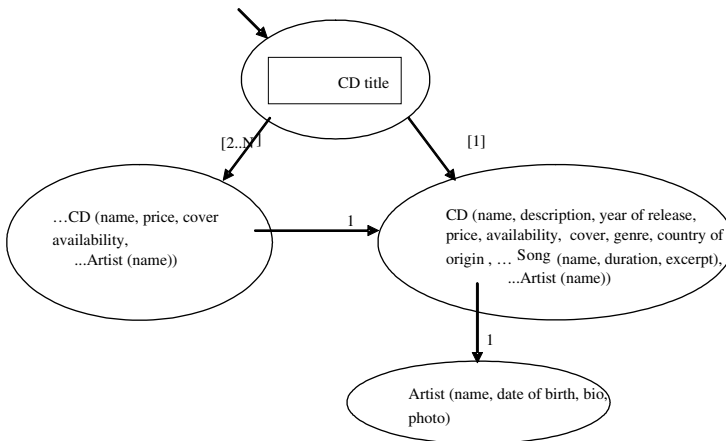 CD title
[2..N]
[1]
…CD (name, price, cover
availability,
...Artist (name))
1
CD (name, description, year of release,
price, availability, cover, genre, country of
origin , … Song (name, duration, excerpt),
...Artist (name))
1
Artist (name, date of birth, bio,
photo)